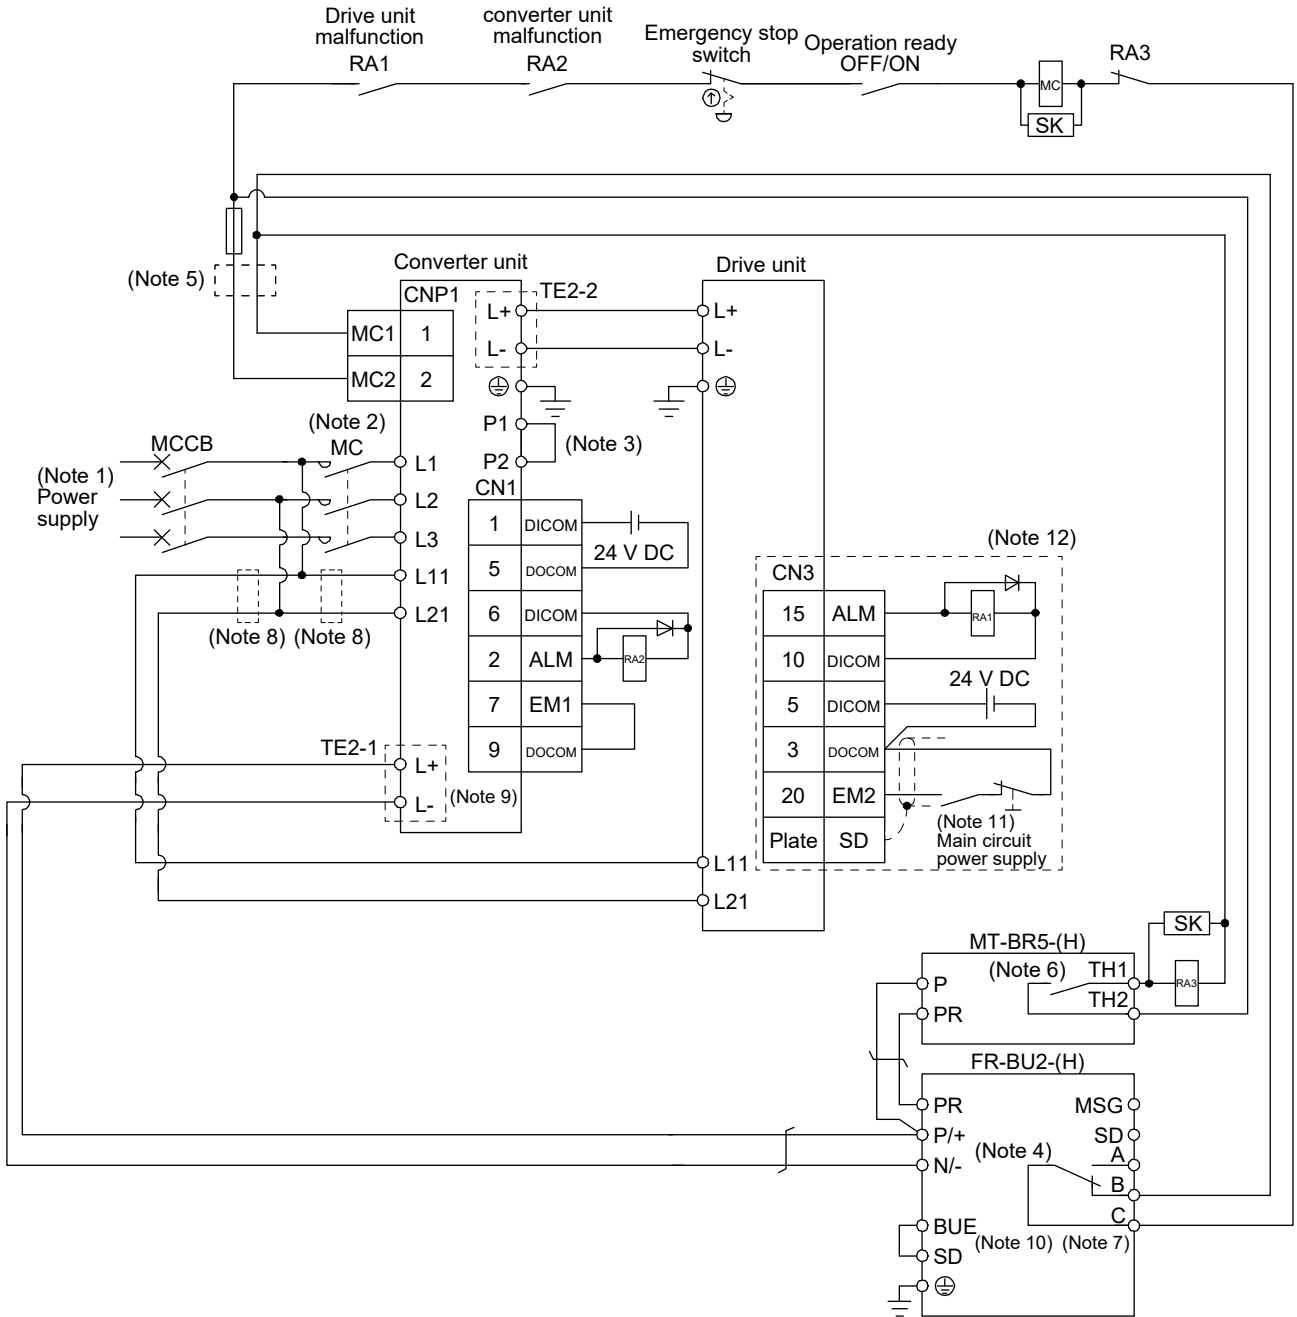 Drive unit
malfunction
RA1
converter unit
malfunction
RA2
Emergency stop
switch
Operation ready
OFF/ON
RA3
MC
SK
(Note 5)
Converter unit
Drive unit
CNP1
TE2-2
MC1 1
MC2 2
L+
L-
L+
L-
P1
P2
(Note 3)
(Note 2)
MC
MCCB
(Note 1)
Power
supply
L1
L2
L3
L11
L21
(Note 8) (Note 8)
CN1
1 DICOM
5 DOCOM
6 DICOM
2 ALM
7 EM1
9 DOCOM
24 V DC
RA2
(Note 12)
CN3
15 ALM
10 DICOM
5 DICOM
3 DOCOM
20 EM2
Plate SD
RA1
24 V DC
(Note 11)
Main circuit
power supply
TE2-1
L+
L-
(Note 9)
L11
L21
MT-BR5-(H)
(Note 6)
P
PR
TH1
TH2
SK
RA3
FR-BU2-(H)
PR
P/+
N/-
BUE
SD
MSG
SD
A
B
C
(Note 4)
(Note 10) (Note 7)